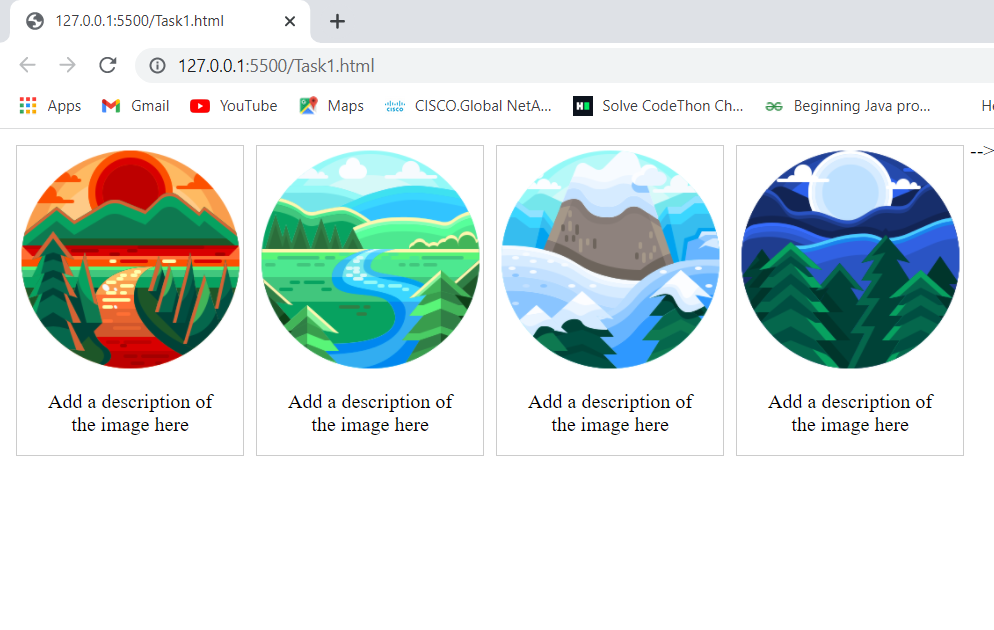 127.0.0.1:5500/Task1.html
127.0.0.1:5500/Task1.html
Apps Gmail YouTube Maps CISCO CISCO.Global NetA... H Solve CodeThon Ch... GG Beginning Java pro... He
-->
Add a description of
the image here
Add a description of
the image here
Add a description of
the image here
Add a description of
the image here